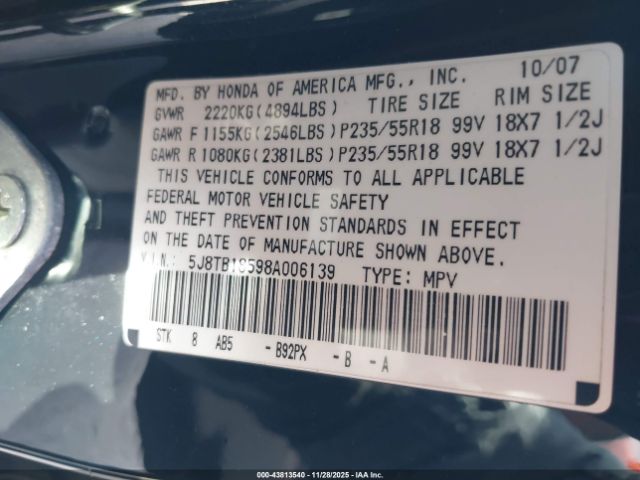 MFD. BY HONDA OF AMERICA MFG., INC. 10/07
GVWR 2220KG(4894LBS) TIRE SIZE RIM SIZE
GAWR F 1155KG(2546LBS) P235/55R18 99V 18X7 1/2J
GAWR R 1080KG(2381LBS) P235/55R18 99V 18X7 1/2J
THIS VEHICLE CONFORMS TO ALL APPLICABLE
FEDERAL MOTOR VEHICLE SAFETY
AND THEFT PREVENTION STANDARDS IN EFFECT
ON THE DATE OF MANUFACTURE SHOWN ABOVE.
V.I.N.: 5J8TB18598A006139 TYPE: MPV
STK 8 AB5 -B92PX -B -A
000-43813540 - 11/28/2025 - IAA Inc.